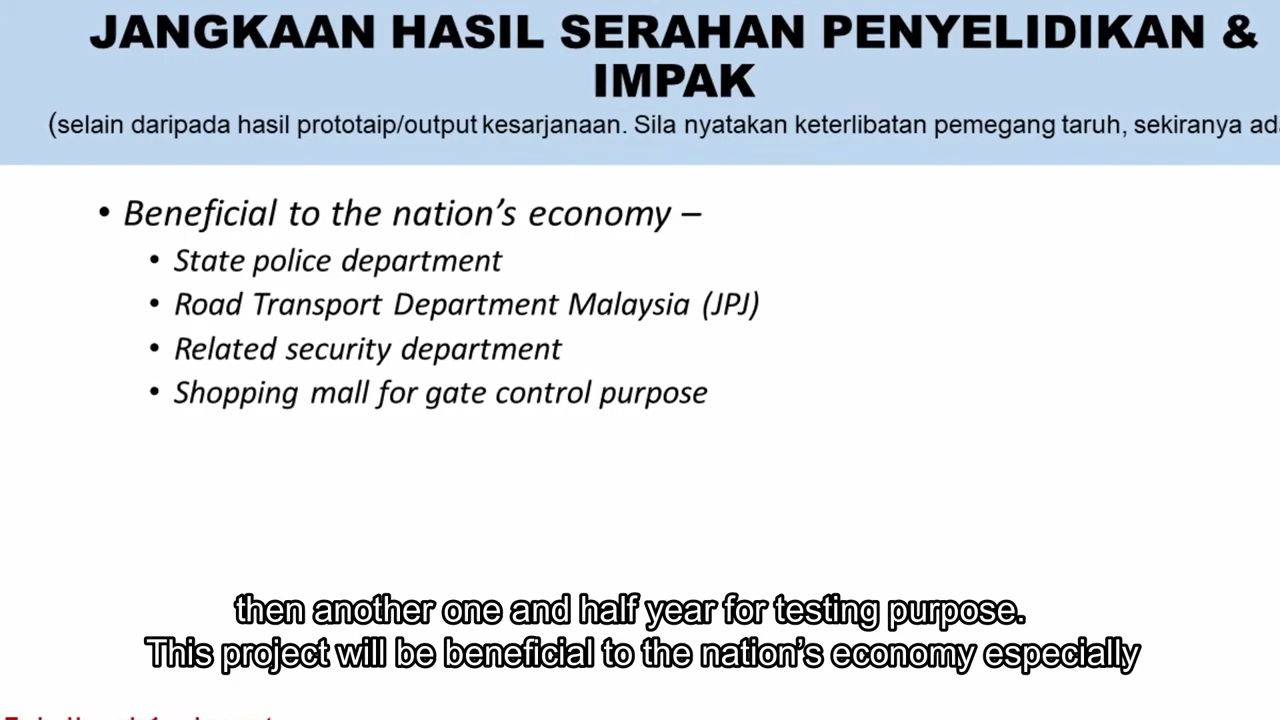 JANGKAAN HASIL SERAHAN PENYELIDIKAN &
IMPAK
(selain daripada hasil prototaip/output kesarjanaan. Sila nyatakan keterlibatan pemegang taruh, sekiranya ada
• Beneficial to the nation's economy –
• State police department
• Road Transport Department Malaysia (JPJ)
• Related security department
• Shopping mall for gate control purpose
then another one and half year for testing purpose.
This project will be beneficial to the nation's economy especially